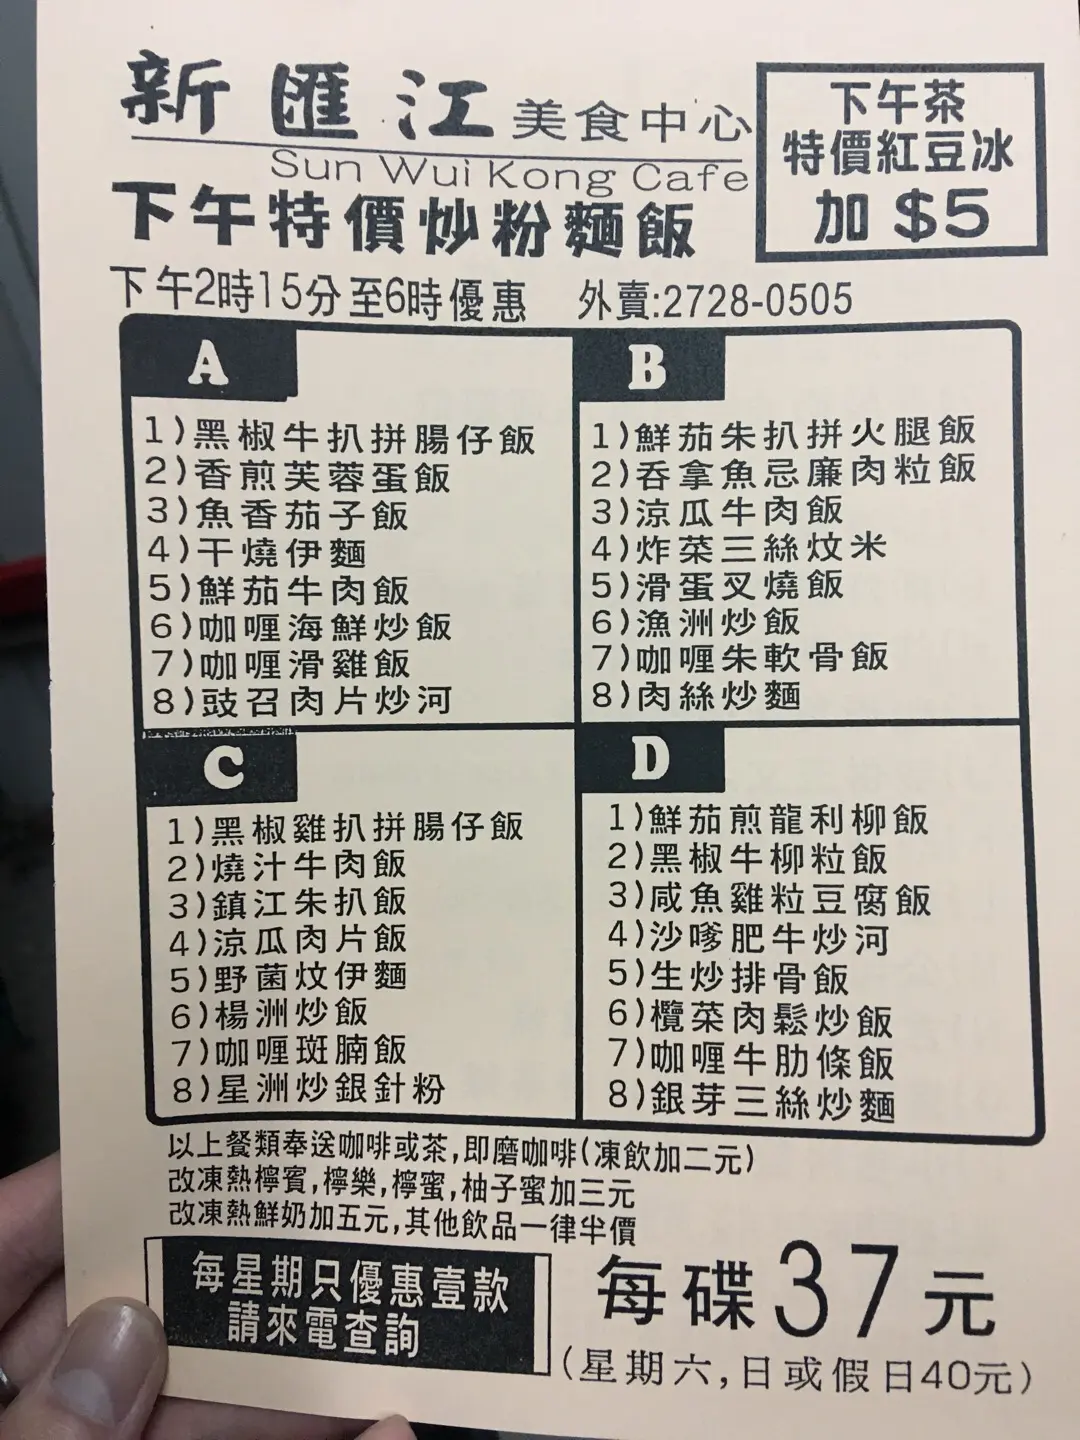 新匯江美食中心
Sun Wui Kong Cafe
下午茶
特價紅豆冰
加 $5
下午特價炒粉麵飯
下午2時15分至6時優惠 外賣:2728-0505
A
1)黑椒牛扒拼腸仔飯
2)香煎芙蓉蛋飯
3)魚香茄子飯
4)干燒伊麵
5)鮮茄牛肉飯
6)咖喱海鮮炒飯
7)咖喱滑雞飯
8)豉召肉片炒河
B
1)鮮茄朱扒拼火腿飯
2)吞拿魚忌廉肉粒飯
3)涼瓜牛肉飯
4)炸菜三絲炆米
5)滑蛋叉燒飯
6)漁洲炒飯
7)咖喱朱軟骨飯
8)肉絲炒麵
C
1)黑椒雞扒拼腸仔飯
2)燒汁牛肉飯
3)鎮江朱扒飯
4)涼瓜肉片飯
5)野菌炆伊麵
6)楊洲炒飯
7)咖喱斑腩飯
8)星洲炒銀針粉
D
1)鮮茄煎龍利柳飯
2)黑椒牛柳粒飯
3)咸魚雞粒豆腐飯
4)沙嗲肥牛炒河
5)生炒排骨飯
6)欖菜肉鬆炒飯
7)咖喱牛肋條飯
8)銀芽三絲炒麵
以上餐類奉送咖啡或茶,即磨咖啡(凍飲加二元)
改凍熱檸賓,檸樂,檸蜜,柚子蜜加三元
改凍熱鮮奶加五元,其他飲品一律半價
每星期只優惠壹款
請來電查詢
每碟37元
(星期六,日或假日40元)